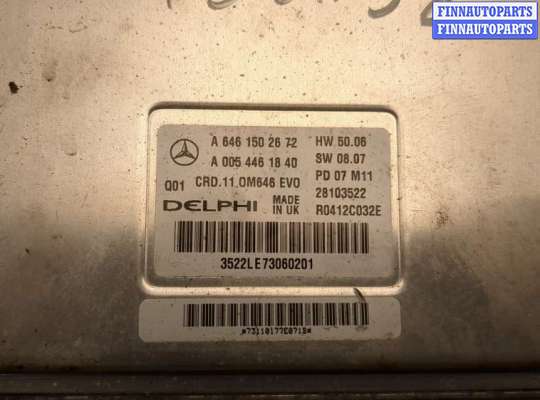 FINNAUTOPARTS
FINNAUTOPARTS
A 646 150 26 72 HW 50.06
A 005 446 18 40 SW 08.07
Q01 CRD.11 OM646 EVO PD 07 M11
DELPHI MADE IN UK 28103522
R0412C032E
3522LE73060201